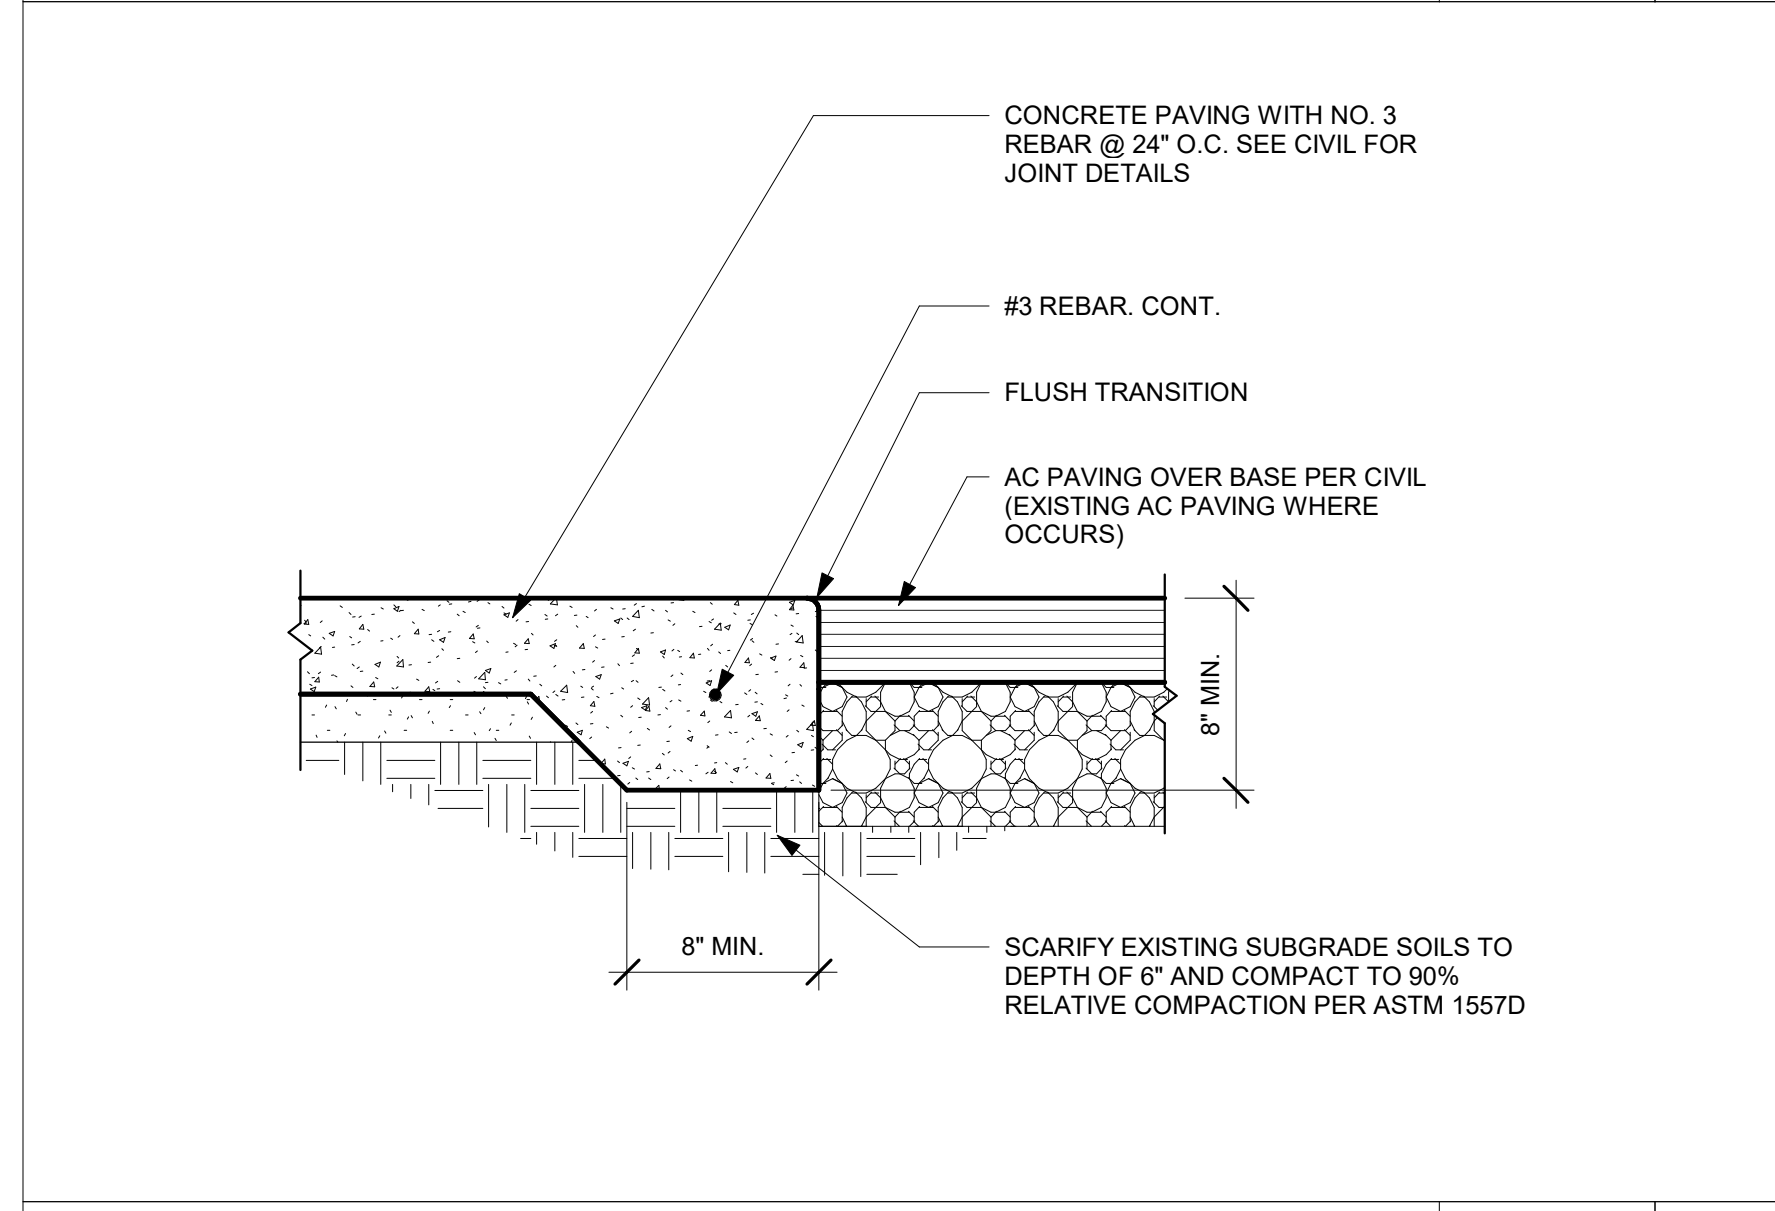 CONCRETE PAVING WITH NO. 3
REBAR @ 24" O.C. SEE CIVIL FOR
JOINT DETAILS
#3 REBAR. CONT.
FLUSH TRANSITION
AC PAVING OVER BASE PER CIVIL
(EXISTING AC PAVING WHERE
OCCURS)
8" MIN.
8" MIN.
SCARIFY EXISTING SUBGRADE SOILS TO
DEPTH OF 6" AND COMPACT TO 90%
RELATIVE COMPACTION PER ASTM 1557D